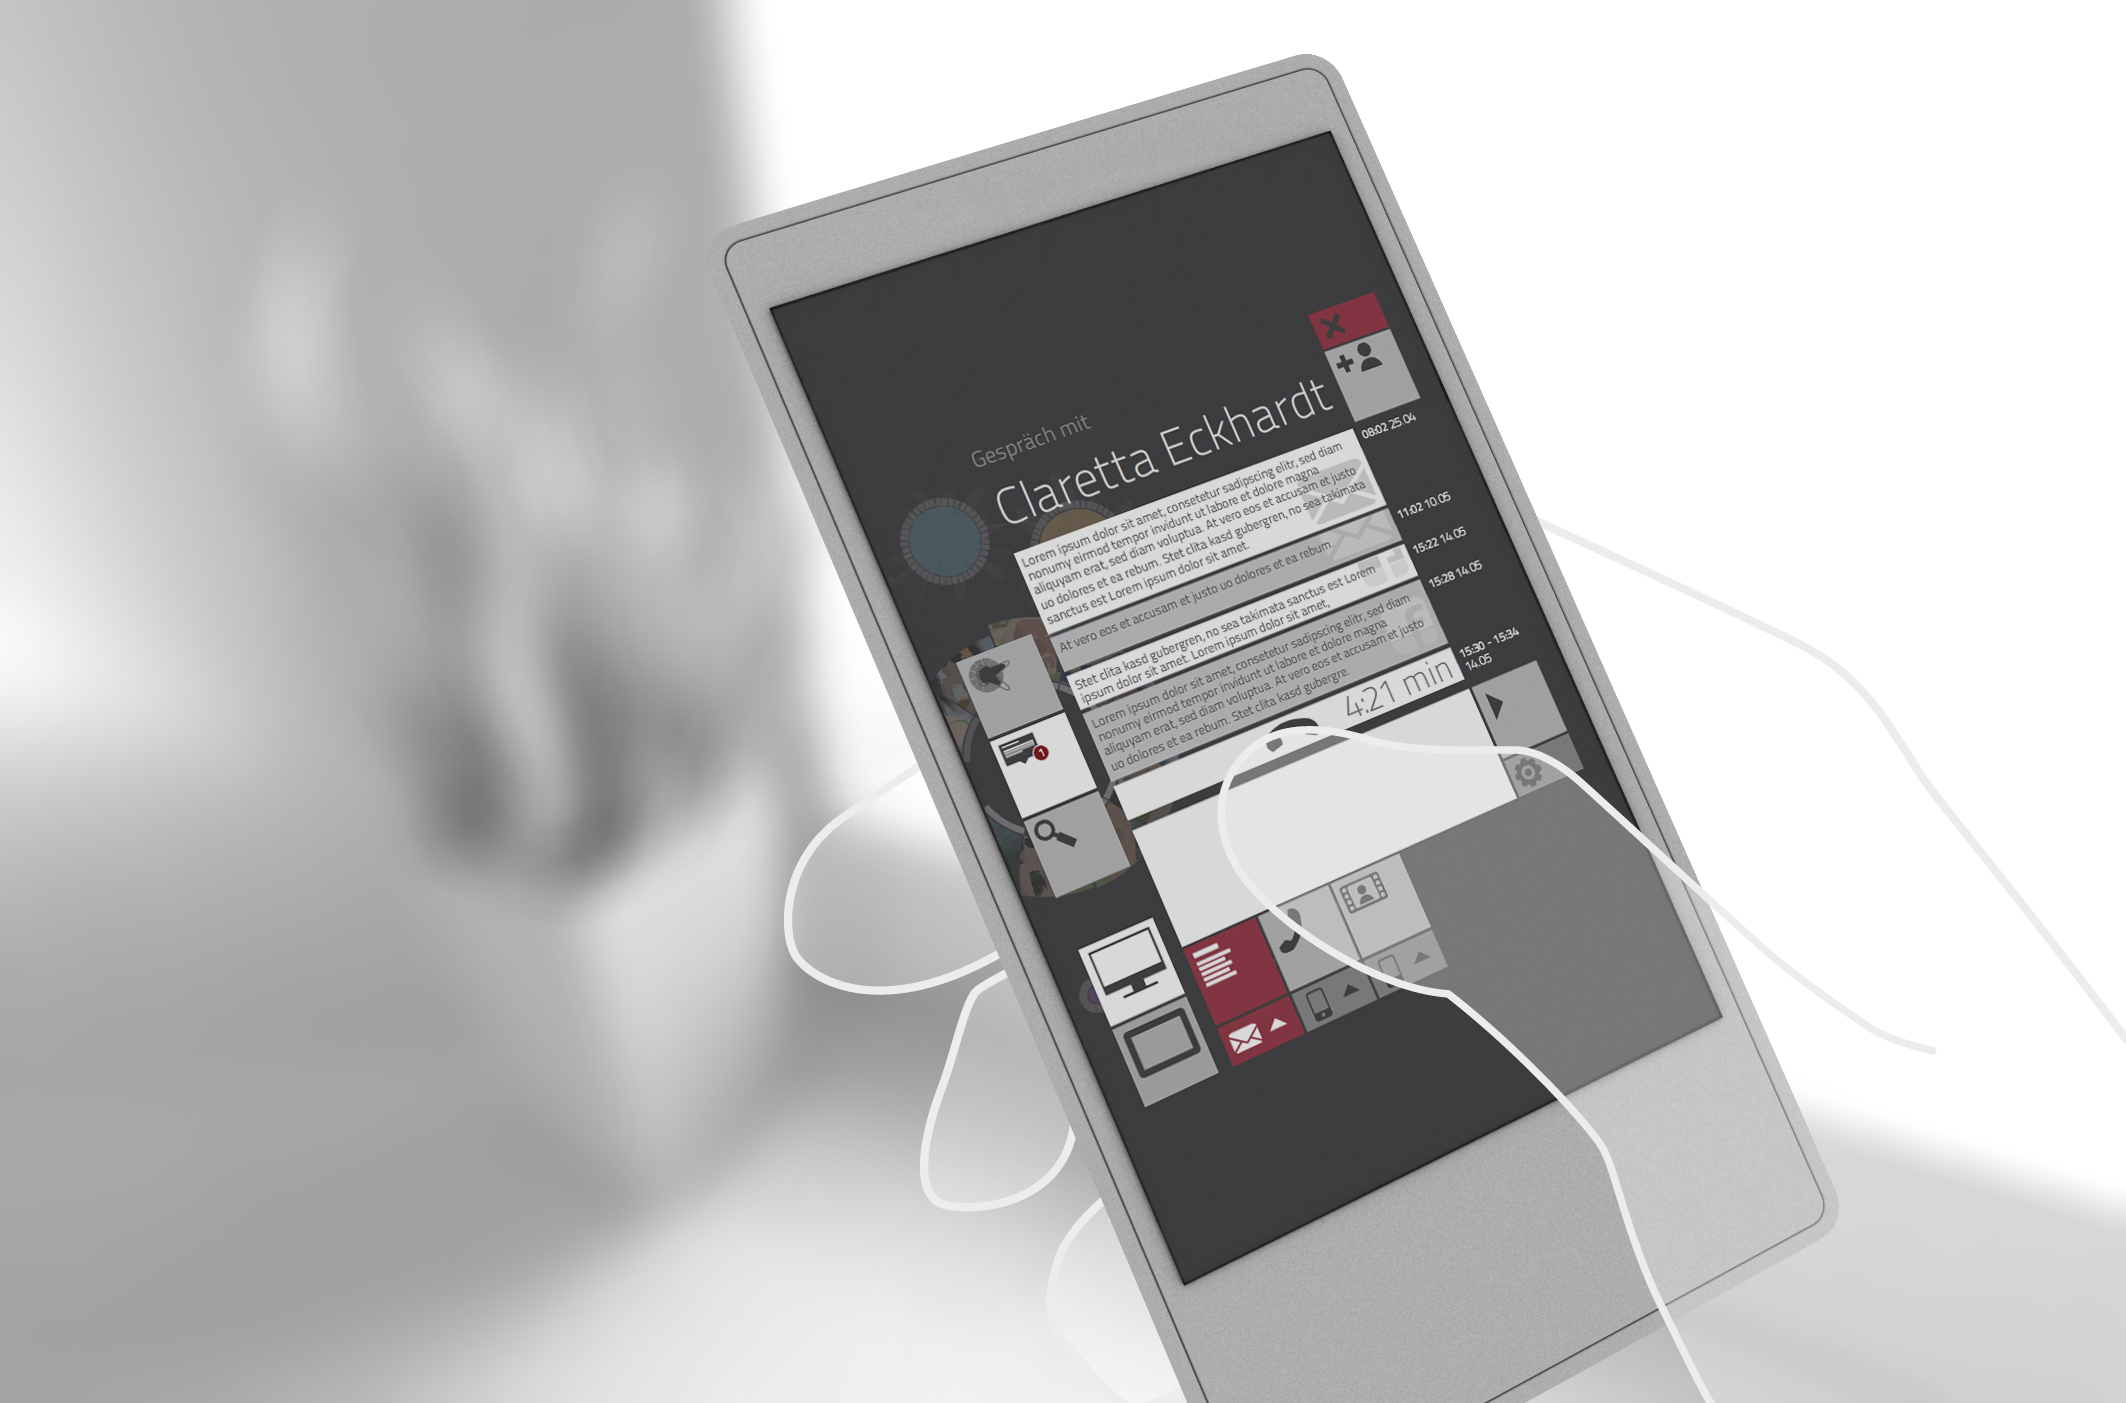 Gespräch mit
Claretta Eckhardt
08:02 25.04
Lorem ipsum dolor sit amet, consetetur sadipscing elitr, sed diam
nonumy eirmod tempor invidunt ut labore et dolore magna
aliquyam erat, sed diam voluptua. At vero eos et accusam et justo
uo dolores et ea rebum. Stet clita kasd gubergren, no sea takimata
sanctus est Lorem ipsum dolor sit amet.
11:02 10.05
At vero eos et accusam et justo uo dolores et ea rebum.
15:22 14.05
Stet clita kasd gubergren, no sea takimata sanctus est Lorem
ipsum dolor sit amet. Lorem ipsum dolor sit amet,
15:28 14.05
Lorem ipsum dolor sit amet, consetetur sadipscing elitr, sed diam
nonumy eirmod tempor invidunt ut labore et dolore magna
aliquyam erat, sed diam voluptua. At vero eos et accusam et justo
uo dolores et ea rebum. Stet clita kasd gubergre.
15:30 - 15:34
14.05
4:21 min
1